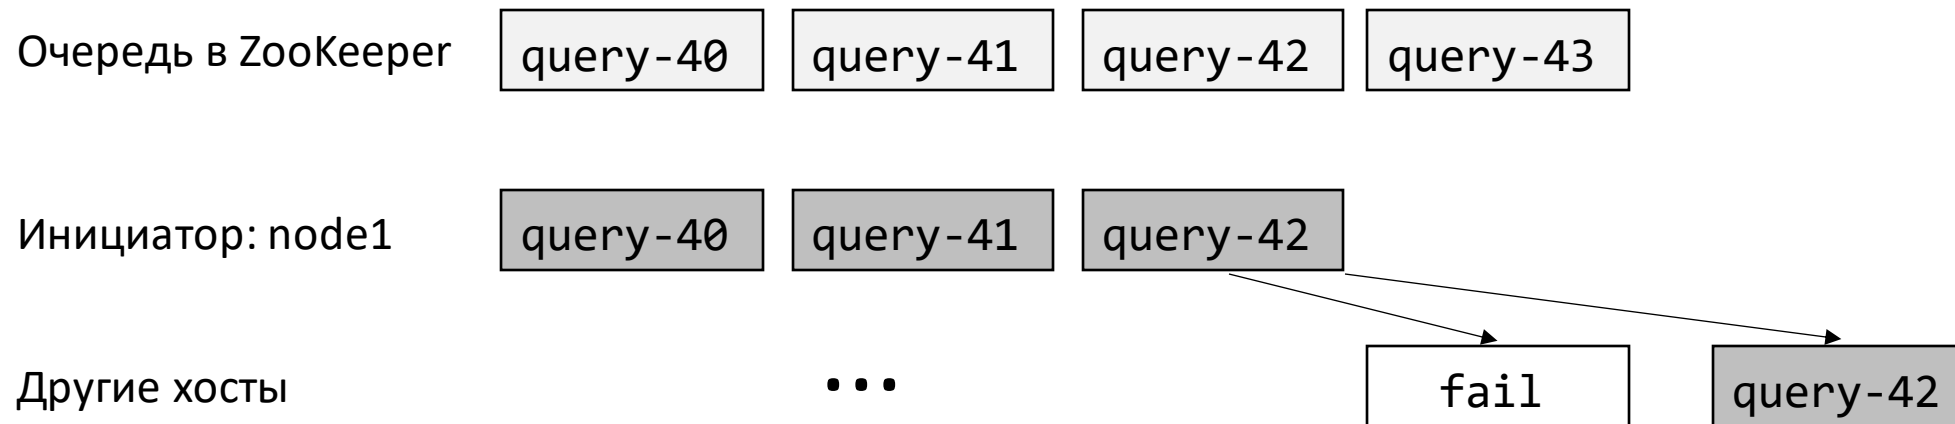 Очередь в ZooKeeper query-40 query-41 query-42 query-43
Инициатор: node1 query-40 query-41 query-42
Другие хосты ... fail query-42